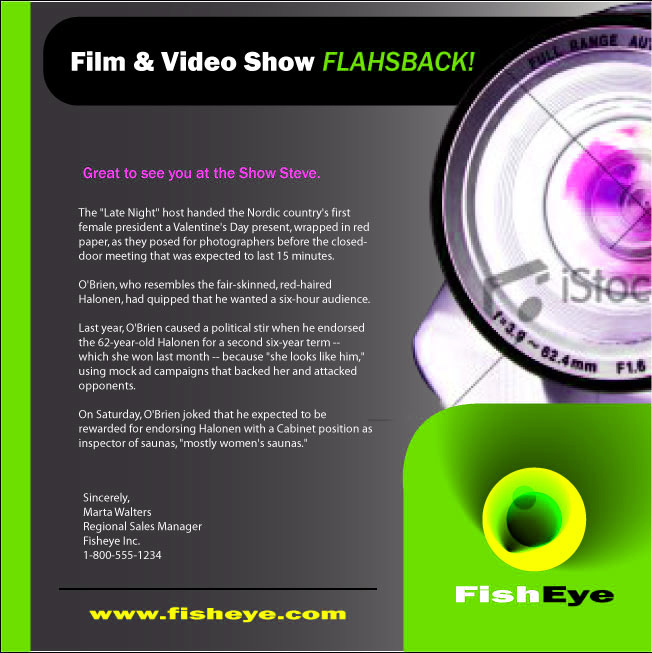 Film & Video Show FLAHSBACK!
FULL RANGE AUT
Great to see you at the Show Steve.
The "Late Night" host handed the Nordic country's first
female president a Valentine's Day present, wrapped in red
paper, as they posed for photographers before the closed-
door meeting that was expected to last 15 minutes.
O'Brien, who resembles the fair-skinned, red-haired
Halonen, had quipped that he wanted a six-hour audience.
iStoc
Last year, O'Brien caused a political stir when he endorsed
the 62-year-old Halonen for a second six-year term --
which she won last month -- because "she looks like him,"
using mock ad campaigns that backed her and attacked
opponents.
f=3.9 ~ 62.4mm F1.6
On Saturday, O'Brien joked that he expected to be
rewarded for endorsing Halonen with a Cabinet position as
inspector of saunas, "mostly women's saunas."
Sincerely,
Marta Walters
Regional Sales Manager
Fisheye Inc.
1-800-555-1234
www.fisheye.com
FishEye